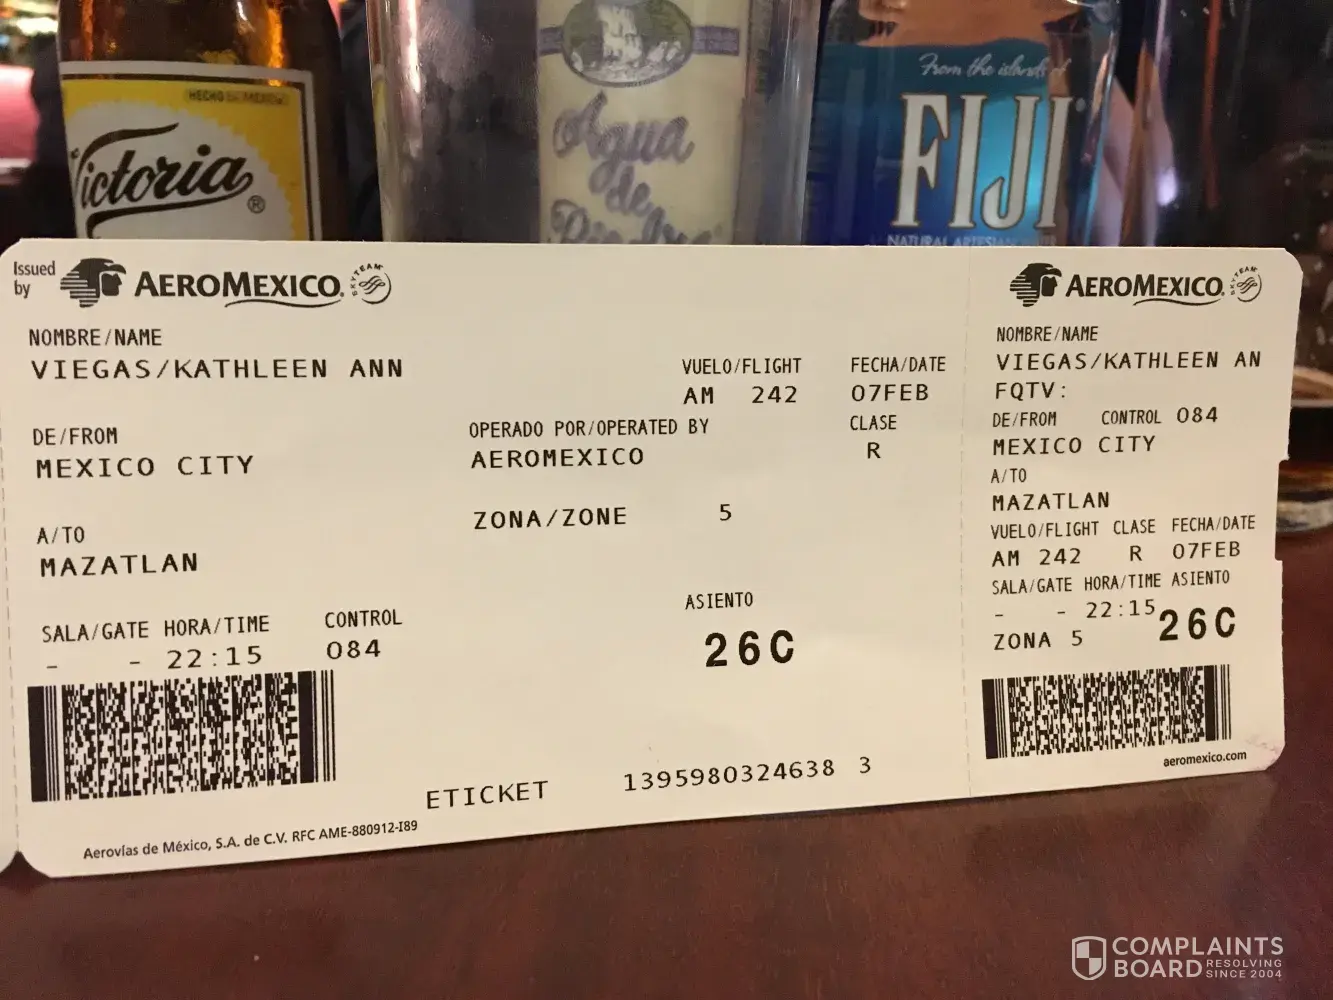 HECHO EN MEXICO
Victoria®
Agua
de
From the islands of
FIJI®
Issued
by
AEROMEXICO. SKYTEAM
NOMBRE/NAME
VIEGAS/KATHLEEN ANN
VUELO/FLIGHT FECHA/DATE
AM 242 07FEB
DE/FROM
MEXICO CITY
OPERADO POR/OPERATED BY CLASE
AEROMEXICO R
A/TO
MAZATLAN
ZONA/ZONE 5
SALA/GATE HORA/TIME CONTROL
- - 22:15 084
ASIENTO
26C
ETICKET 1395980324638 3
Aerovías de México, S.A. de C.V. RFC AME-880912-I89
AEROMEXICO. SKYTEAM
NOMBRE/NAME
VIEGAS/KATHLEEN AN
FQTV:
DE/FROM CONTROL 084
MEXICO CITY
A/TO
MAZATLAN
VUELO/FLIGHT CLASE FECHA/DATE
AM 242 R 07FEB
SALA/GATE HORA/TIME ASIENTO
- - 22:15 26C
ZONA 5
aeromexico.com
COMPLAINTS
BOARD RESOLVING
SINCE 2004